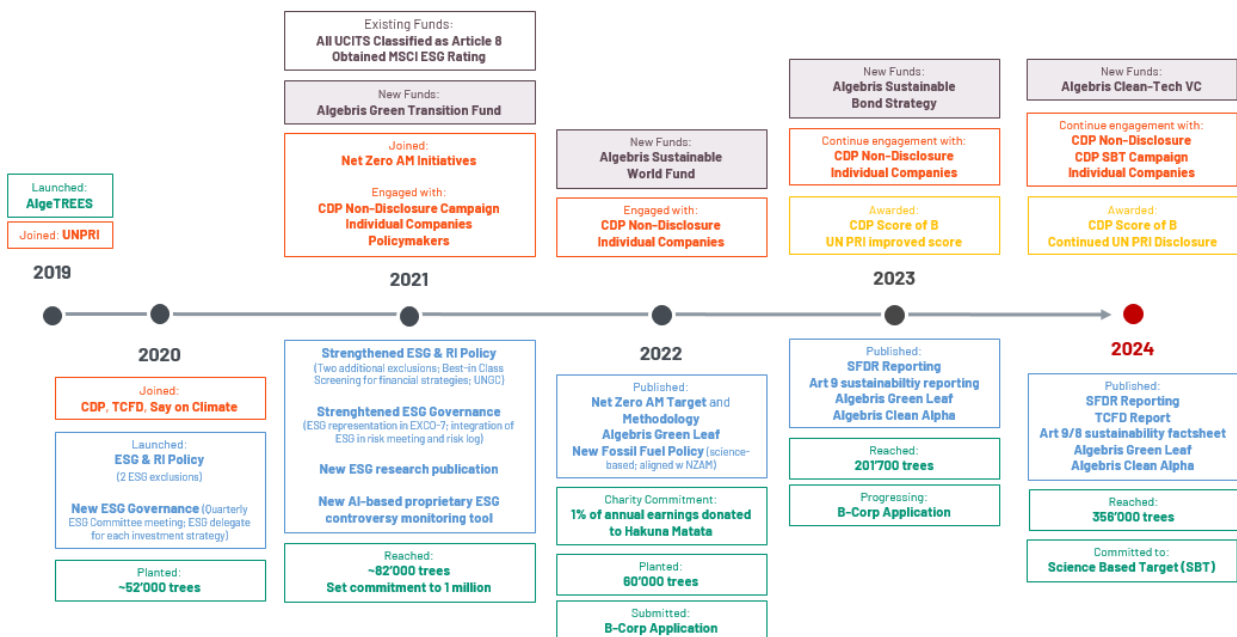 Launched:
AlgeTREES
Joined: UNPRI
2019
2020
Joined:
CDP, TCFD, Say on Climate
Launched:
ESG & RI Policy
(2 ESG exclusions)
New ESG Governance (Quarterly
ESG Committee meeting; ESG delegate
for each investment strategy)
Planted:
~52'000 trees
Existing Funds:
All UCITS Classified as Article 8
Obtained MSCI ESG Rating
New Funds:
Algebris Green Transition Fund
Joined:
Net Zero AM Initiatives
Engaged with:
CDP Non-Disclosure Campaign
Individual Companies
Policymakers
2021
Strengthened ESG & RI Policy
(Two additional exclusions; Best-in Class
Screening for financial strategies; UNGC)
Strenghtened ESG Governance
(ESG representation in EXCO-7; integration of
ESG in risk meeting and risk log)
New ESG research publication
New AI-based proprietary ESG
controversy monitoring tool
Reached:
~82'000 trees
Set commitment to 1 million
New Funds:
Algebris Sustainable
World Fund
Engaged with:
CDP Non-Disclosure
Individual Companies
2022
Published:
Net Zero AM Target and
Methodology
Algebris Green Leaf
New Fossil Fuel Policy (science-
based; aligned w NZAM)
Charity Commitment:
1% of annual earnings donated
to Hakuna Matata
Planted:
60'000 trees
Submitted:
B-Corp Application
New Funds:
Algebris Sustainable
Bond Strategy
Continue engagement with:
CDP Non-Disclosure
Individual Companies
Awarded:
CDP Score of B
UN PRI improved score
2023
Published:
SFDR Reporting
Art 9 sustainabiltiy reporting
Algebris Green Leaf
Algebris Clean Alpha
Reached:
201'700 trees
Progressing:
B-Corp Application
New Funds:
Algebris Clean-Tech VC
Continue engagement with:
CDP Non-Disclosure
CDP SBT Campaign
Individual Companies
Awarded:
CDP Score of B
Continued UN PRI Disclosure
2024
Published:
SFDR Reporting
TCFD Report
Art 9/8 sustainability factsheet
Algebris Green Leaf
Algebris Clean Alpha
Reached:
356'000 trees
Committed to:
Science Based Target (SBT)